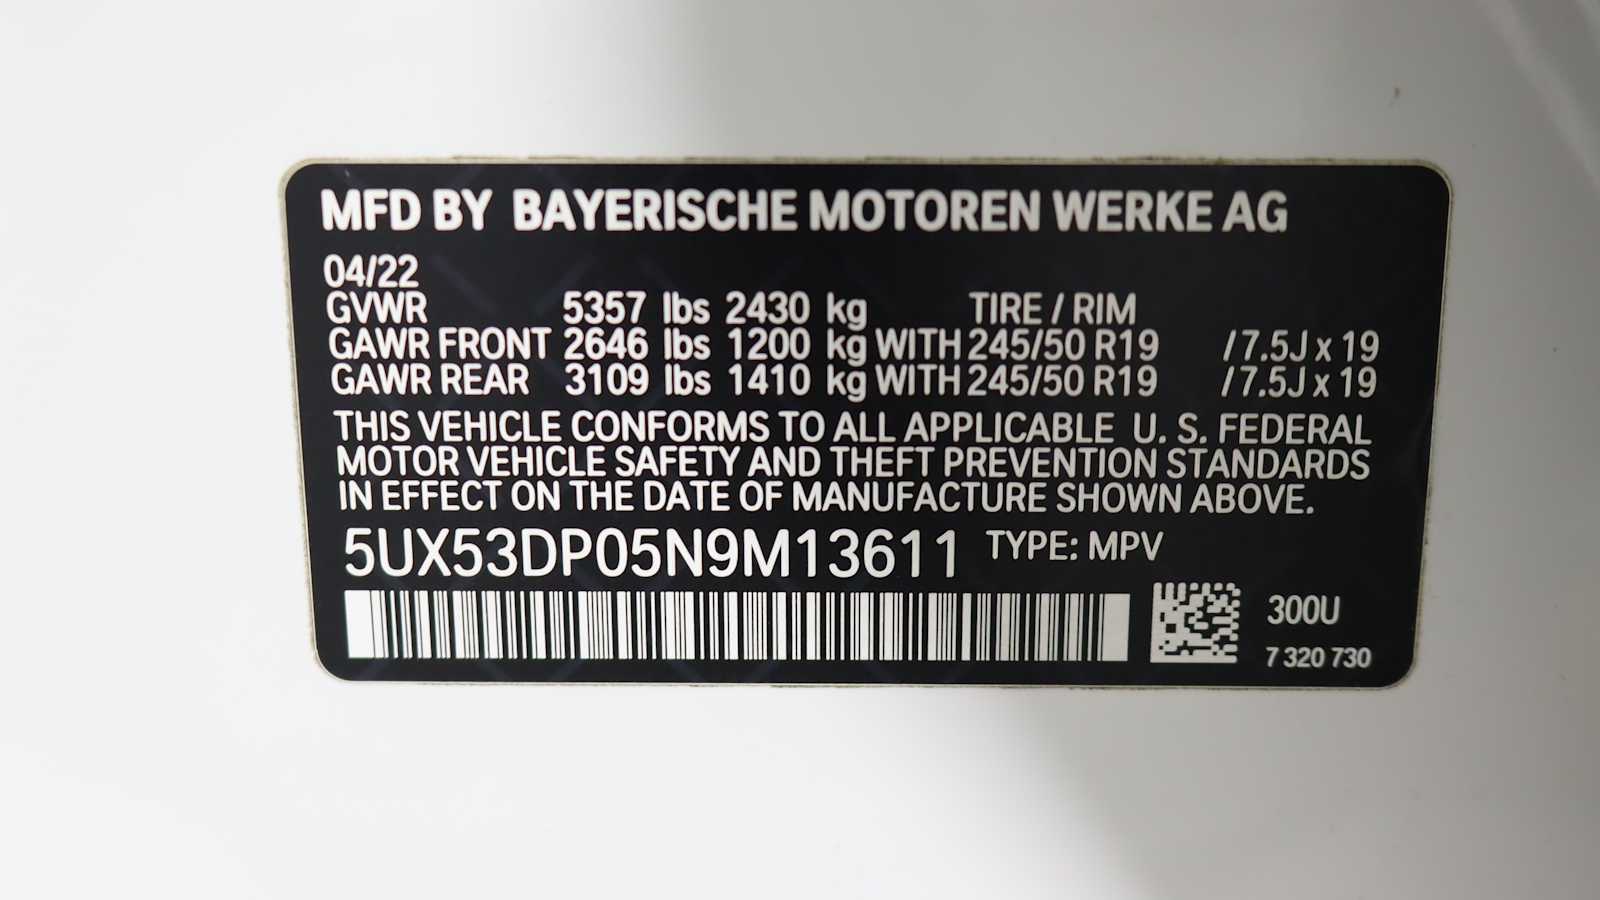 MFD BY BAYERISCHE MOTOREN WERKE AG
04/22
GVWR 5357 lbs 2430 kg TIRE / RIM
GAWR FRONT 2646 lbs 1200 kg WITH 245/50 R19 / 7.5J x 19
GAWR REAR 3109 lbs 1410 kg WITH 245/50 R19 / 7.5J x 19
THIS VEHICLE CONFORMS TO ALL APPLICABLE U. S. FEDERAL
MOTOR VEHICLE SAFETY AND THEFT PREVENTION STANDARDS
IN EFFECT ON THE DATE OF MANUFACTURE SHOWN ABOVE.
5UX53DP05N9M13611 TYPE: MPV
300U
7 320 730